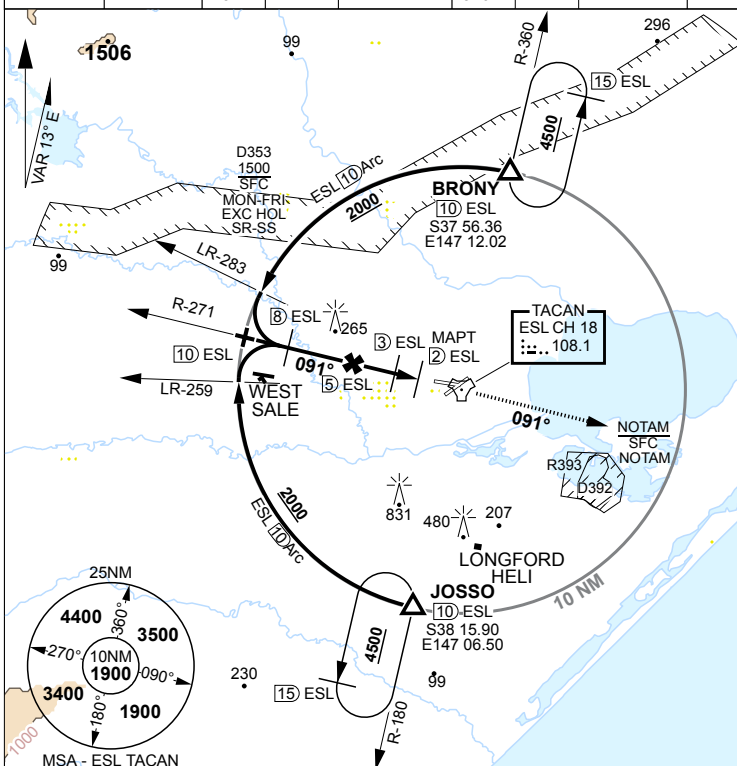 1506
99
296
R-360
15 ESL
4500
VAR 13° E
D353
1500
SFC
MON-FRI
EXC HOL
SR-SS
ESL 10 Arc
2000
BRONY
10 ESL
S37 56.36
E147 12.02
99
LR-283
R-271
8 ESL
265
3 ESL
MAPT
2 ESL
TACAN
ESL CH 18
108.1
10 ESL
091°
5 ESL
LR-259
WEST
SALE
091°
NOTAM
SFC
NOTAM
R393
D392
2000
ESL 10 Arc
831
480
207
LONGFORD
HELI
10 NM
JOSSO
10 ESL
S38 15.90
E147 06.50
4500
15 ESL
99
230
R-180
25NM
4400
360°
3500
270°
10NM
1900
090°
3400
180°
1900
1000
MSA - ESL TACAN